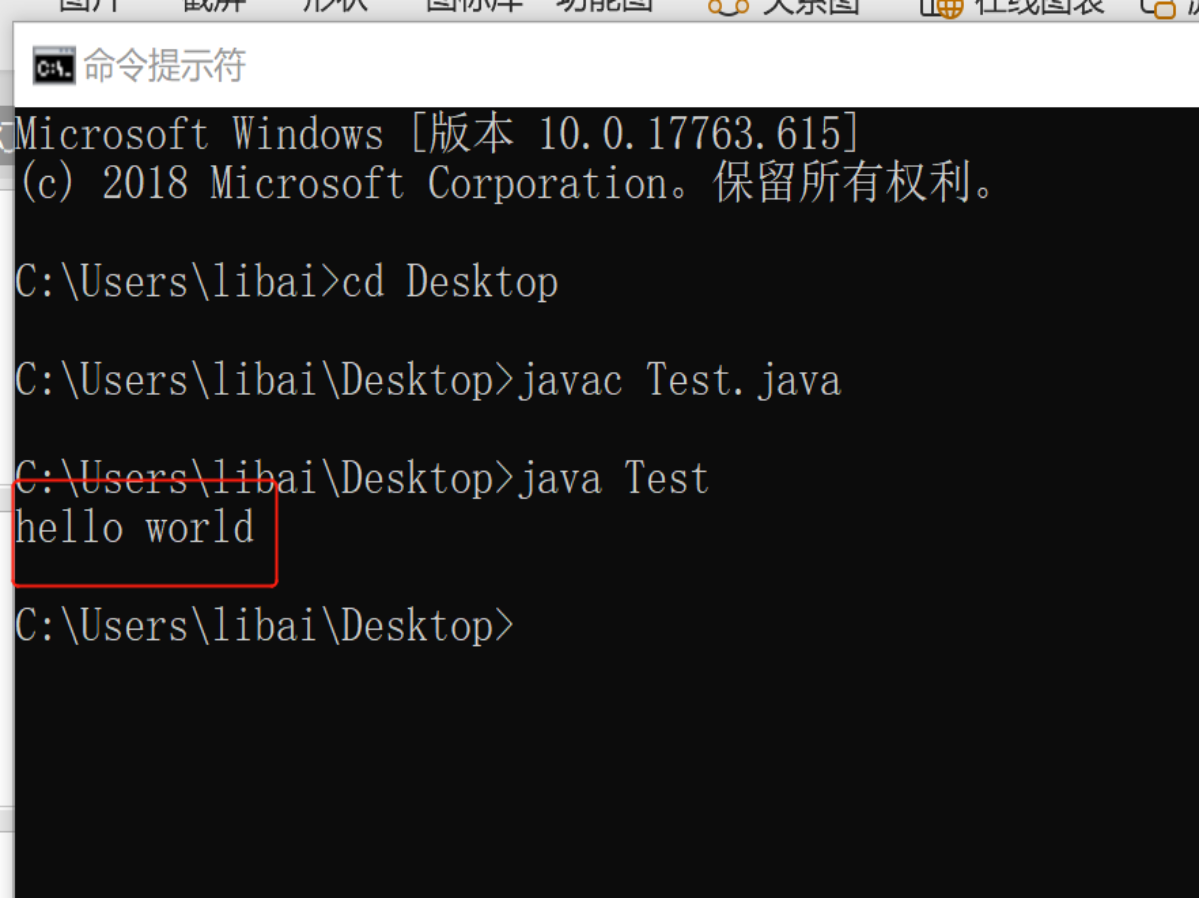 图片 截屏 形状 图标库 功能图 关系图 在线图表
命令提示符
Microsoft Windows [版本 10.0.17763.615]
(c) 2018 Microsoft Corporation。保留所有权利。
C:\Users\libai>cd Desktop
C:\Users\libai\Desktop>javac Test.java
C:\Users\libai\Desktop>java Test
hello world
C:\Users\libai\Desktop>